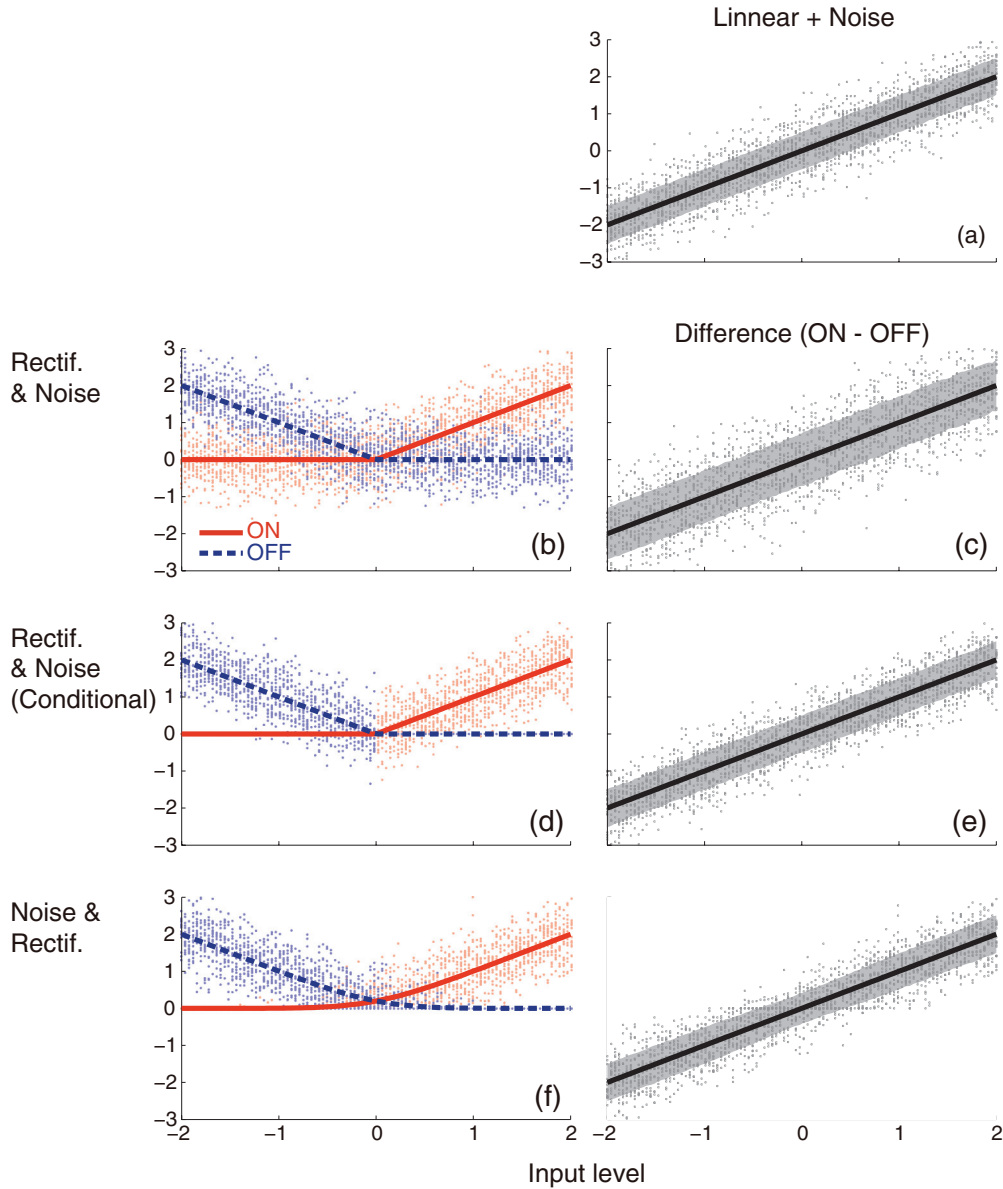 Linnear + Noise
3
2
1
0
−1
−2
−3
(a)
Rectif.
& Noise
3
2
1
0
−1
−2
−3
ON
OFF
(b)
Difference (ON - OFF)
(c)
Rectif.
& Noise
(Conditional)
3
2
1
0
−1
−2
−3
(d)
(e)
Noise &
Rectif.
3
2
1
0
−1
−2
−3
(f)
−2 −1 0 1 2
−2 −1 0 1 2
Input level